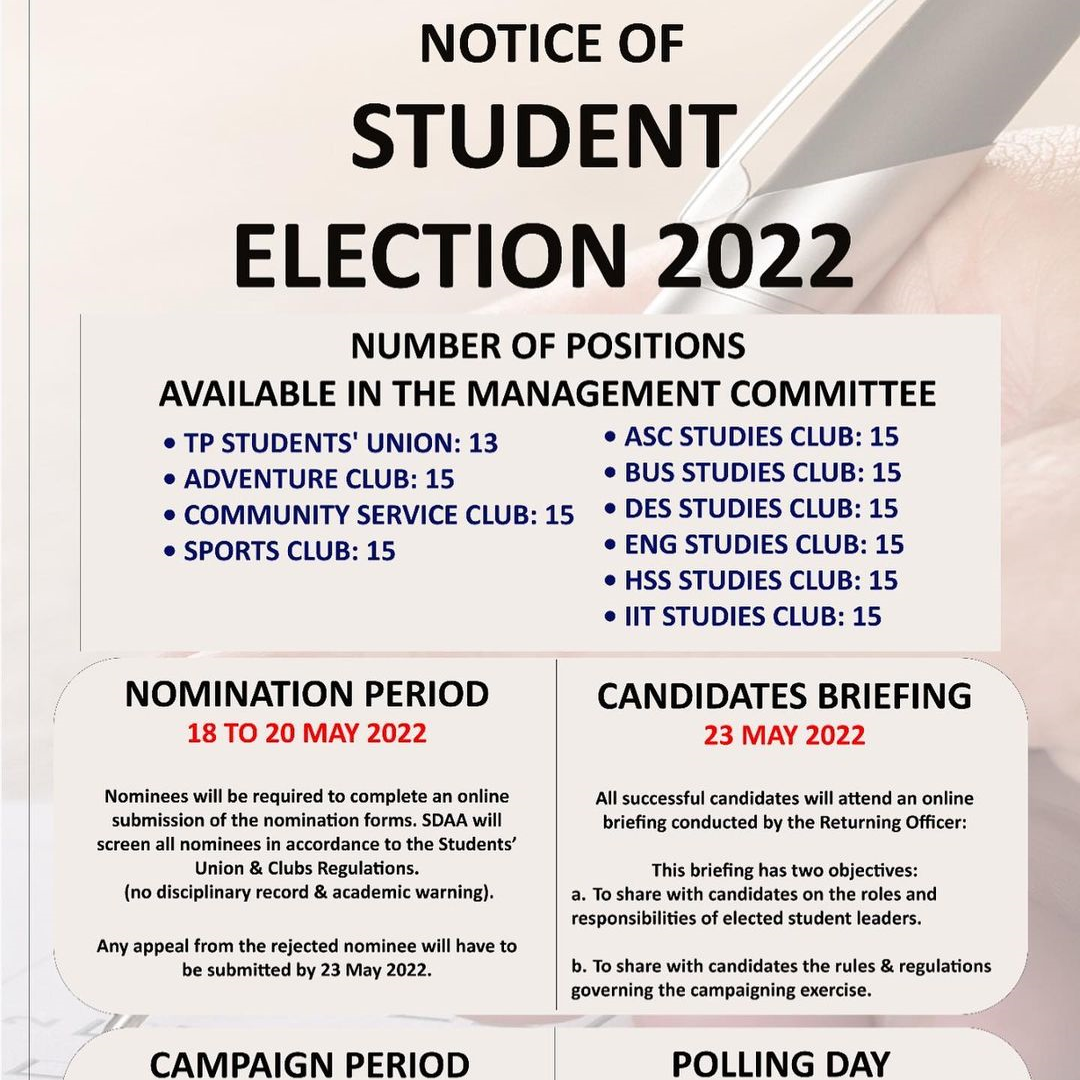 NOTICE OF
STUDENT
ELECTION 2022
NUMBER OF POSITIONS
AVAILABLE IN THE MANAGEMENT COMMITTEE
• TP STUDENTS' UNION: 13
• ADVENTURE CLUB: 15
• COMMUNITY SERVICE CLUB: 15
• SPORTS CLUB: 15
• ASC STUDIES CLUB: 15
• BUS STUDIES CLUB: 15
• DES STUDIES CLUB: 15
• ENG STUDIES CLUB: 15
• HSS STUDIES CLUB: 15
• IIT STUDIES CLUB: 15
NOMINATION PERIOD
18 TO 20 MAY 2022
Nominees will be required to complete an online
submission of the nomination forms. SDAA will
screen all nominees in accordance to the Students’
Union & Clubs Regulations.
(no disciplinary record & academic warning).
Any appeal from the rejected nominee will have to
be submitted by 23 May 2022.
CANDIDATES BRIEFING
23 MAY 2022
All successful candidates will attend an online
briefing conducted by the Returning Officer:
This briefing has two objectives:
a. To share with candidates on the roles and
responsibilities of elected student leaders.
b. To share with candidates the rules & regulations
governing the campaigning exercise.
CAMPAIGN PERIOD
POLLING DAY